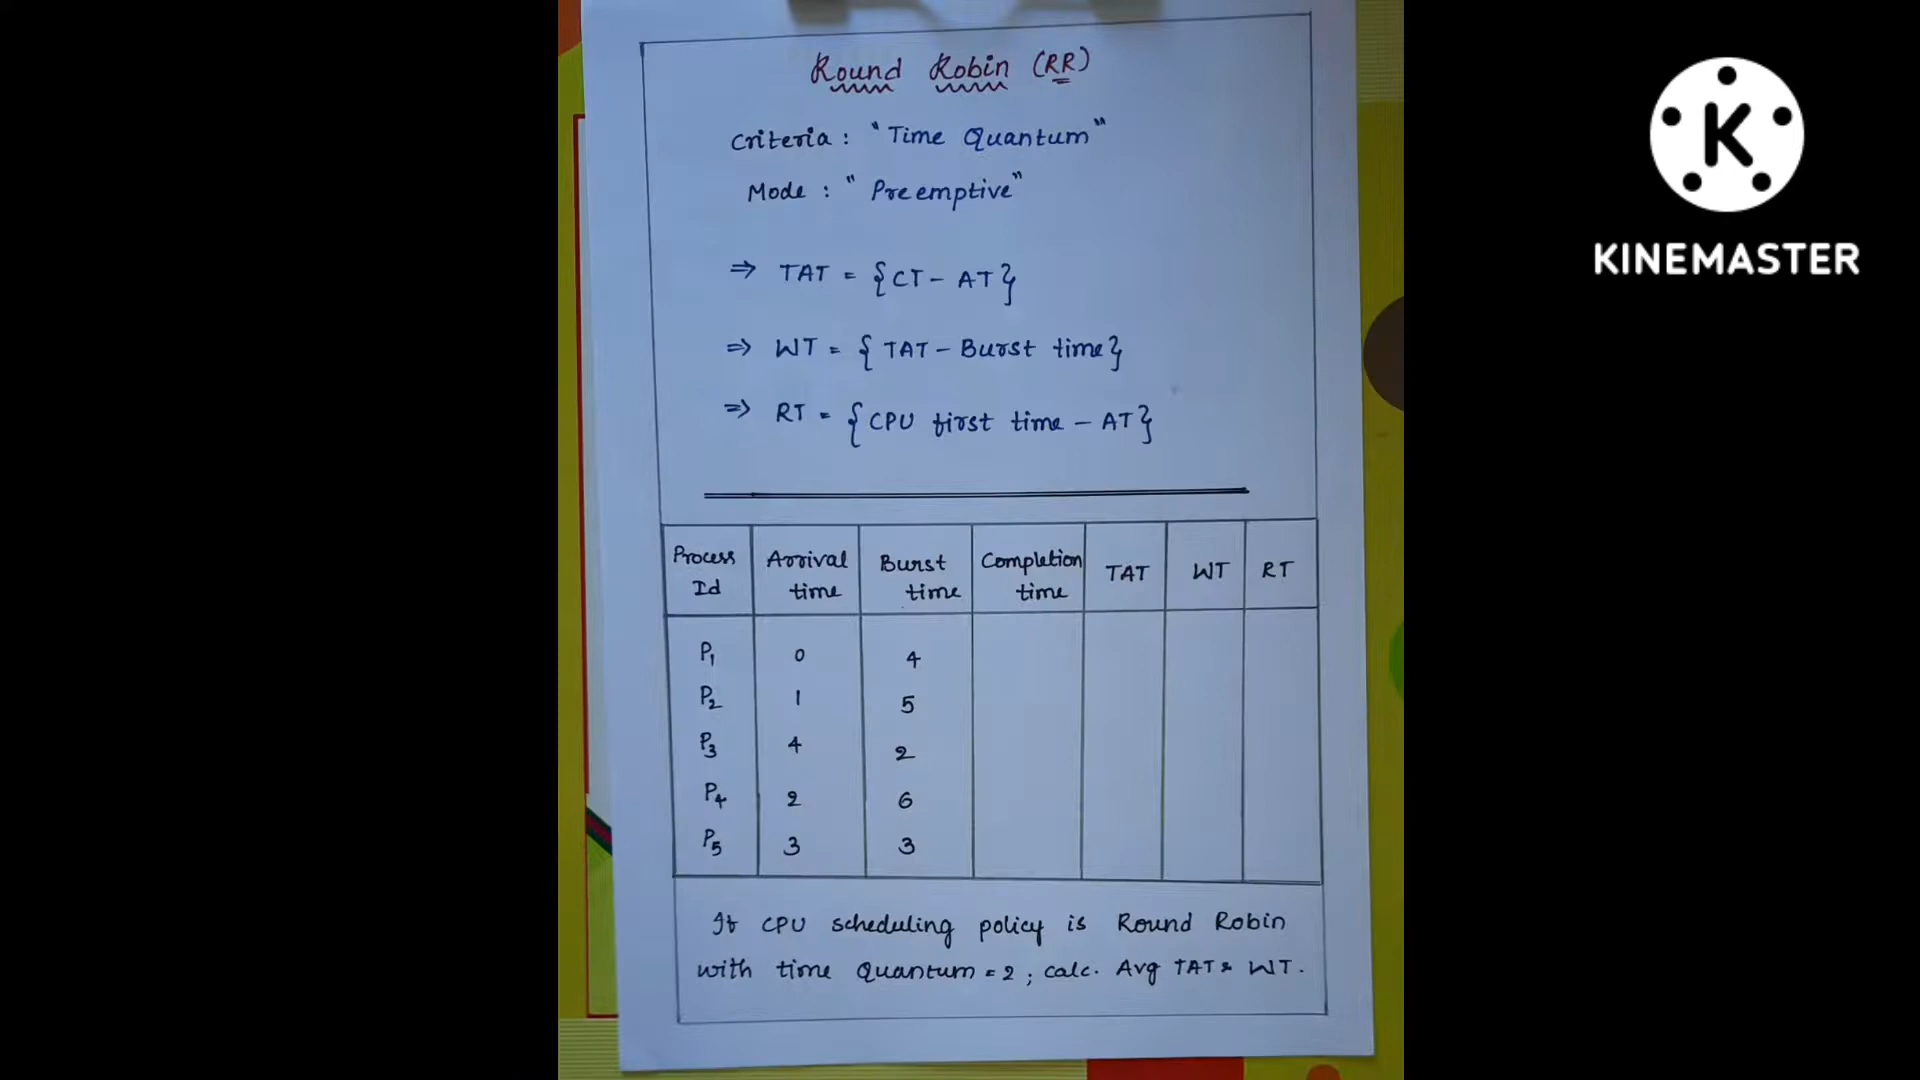 Round Robin (RR)
Criteria : "Time Quantum"
Mode : "Preemptive"
⇒ TAT = {CT - AT}
⇒ WT = {TAT - Burst time}
⇒ RT = {CPU first time - AT}
Process Id Arrival time Burst time Completion time TAT WT RT
P1 0 4
P2 1 5
P3 4 2
P4 2 6
P5 3 3
If CPU scheduling policy is Round Robin
with time Quantum = 2 ; calc. Avg TAT & WT.
K
KINEMASTER